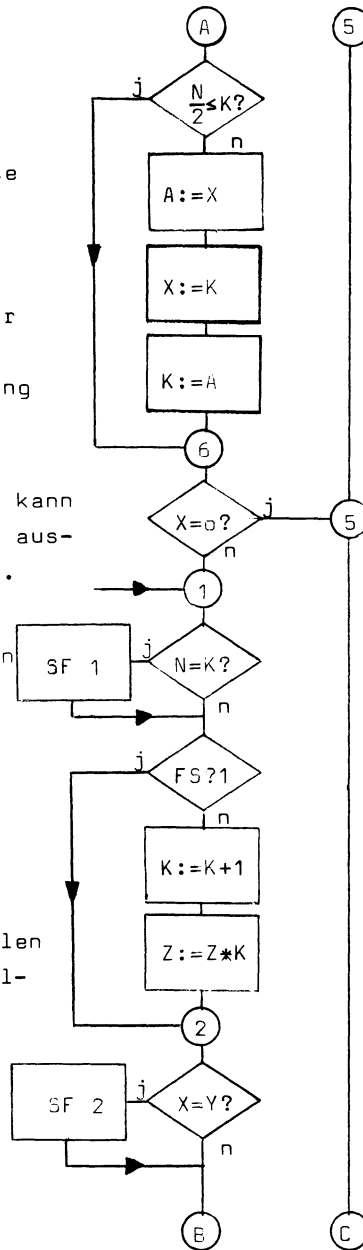 A 5
j N/2≤K?
n
e
A:=X
X:=K
r
ng
K:=A
6
kann
X=o? j 5
aus-
n
.
1
n SF 1 j N=K?
n
j FS?1
n
K:=K+1
len
Z:=Z*K
l-
2
SF 2 j X=Y?
n
B C